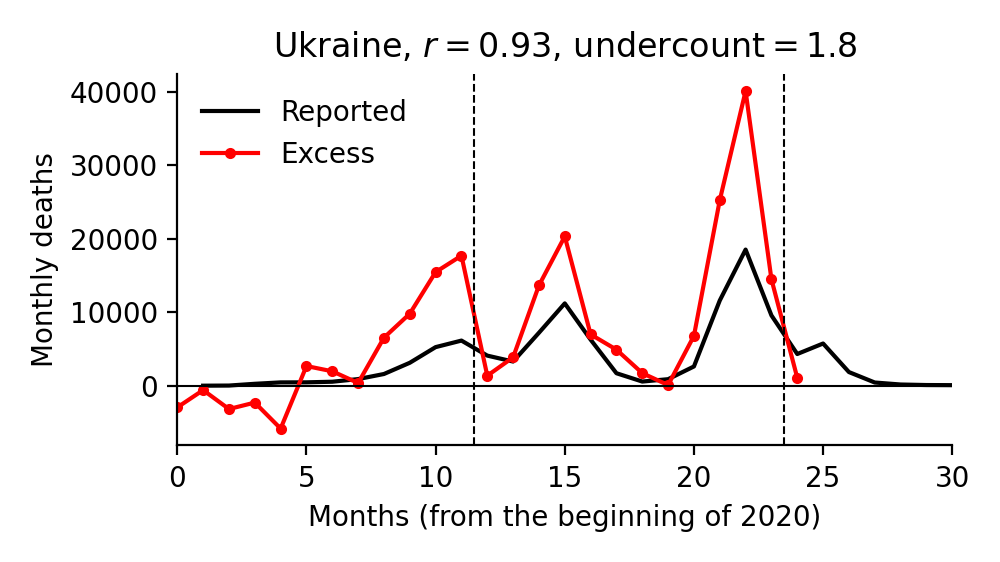 Ukraine, r = 0.93, undercount = 1.8
Reported
Excess
Monthly deaths
40000
30000
20000
10000
0
0 5 10 15 20 25 30
Months (from the beginning of 2020)